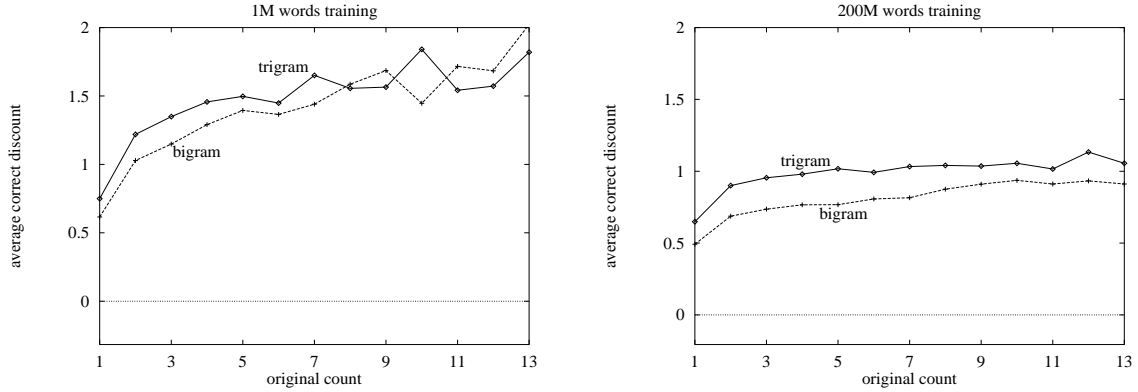 1M words training
average correct discount
2
1.5
1
0.5
0
trigram
bigram
1 3 5 7 9 11 13
original count
200M words training
average correct discount
2
1.5
1
0.5
0
trigram
bigram
1 3 5 7 9 11 13
original count